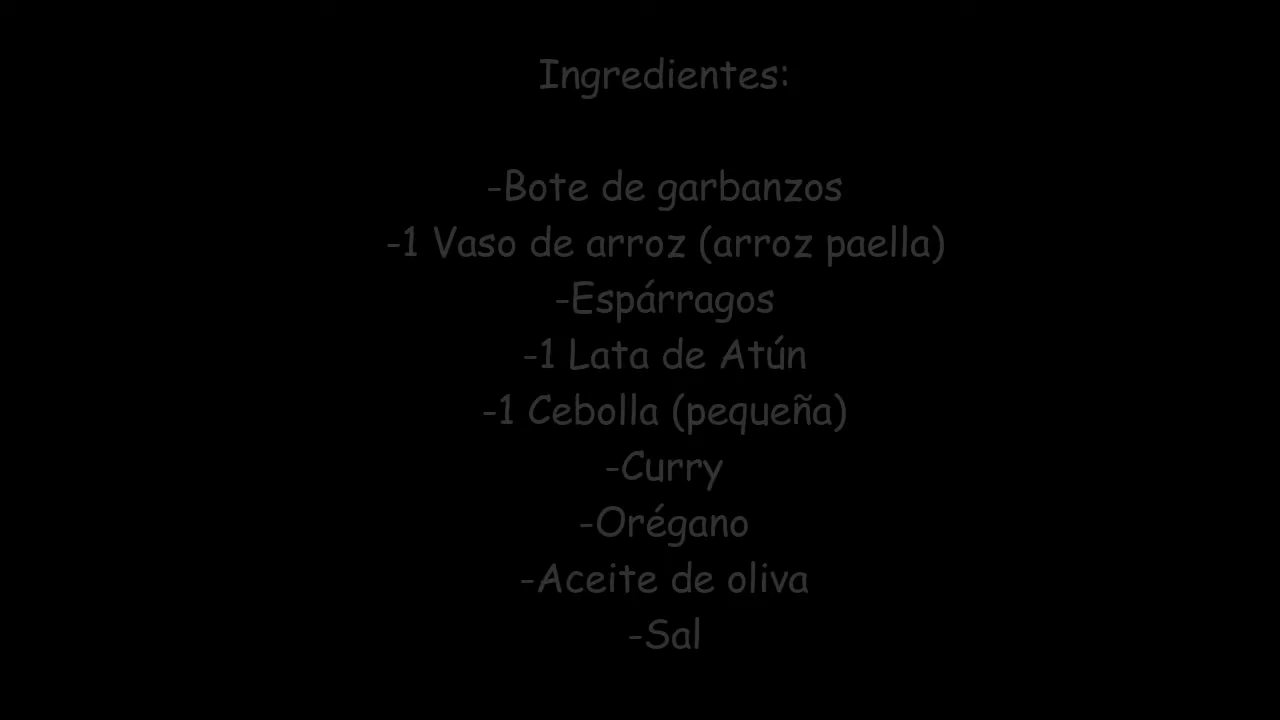 Ingredientes:
-Bote de garbanzos
-1 Vaso de arroz (arroz paella)
-Espárragos
-1 Lata de Atún
-1 Cebolla (pequeña)
-Curry
-Orégano
-Aceite de oliva
-Sal